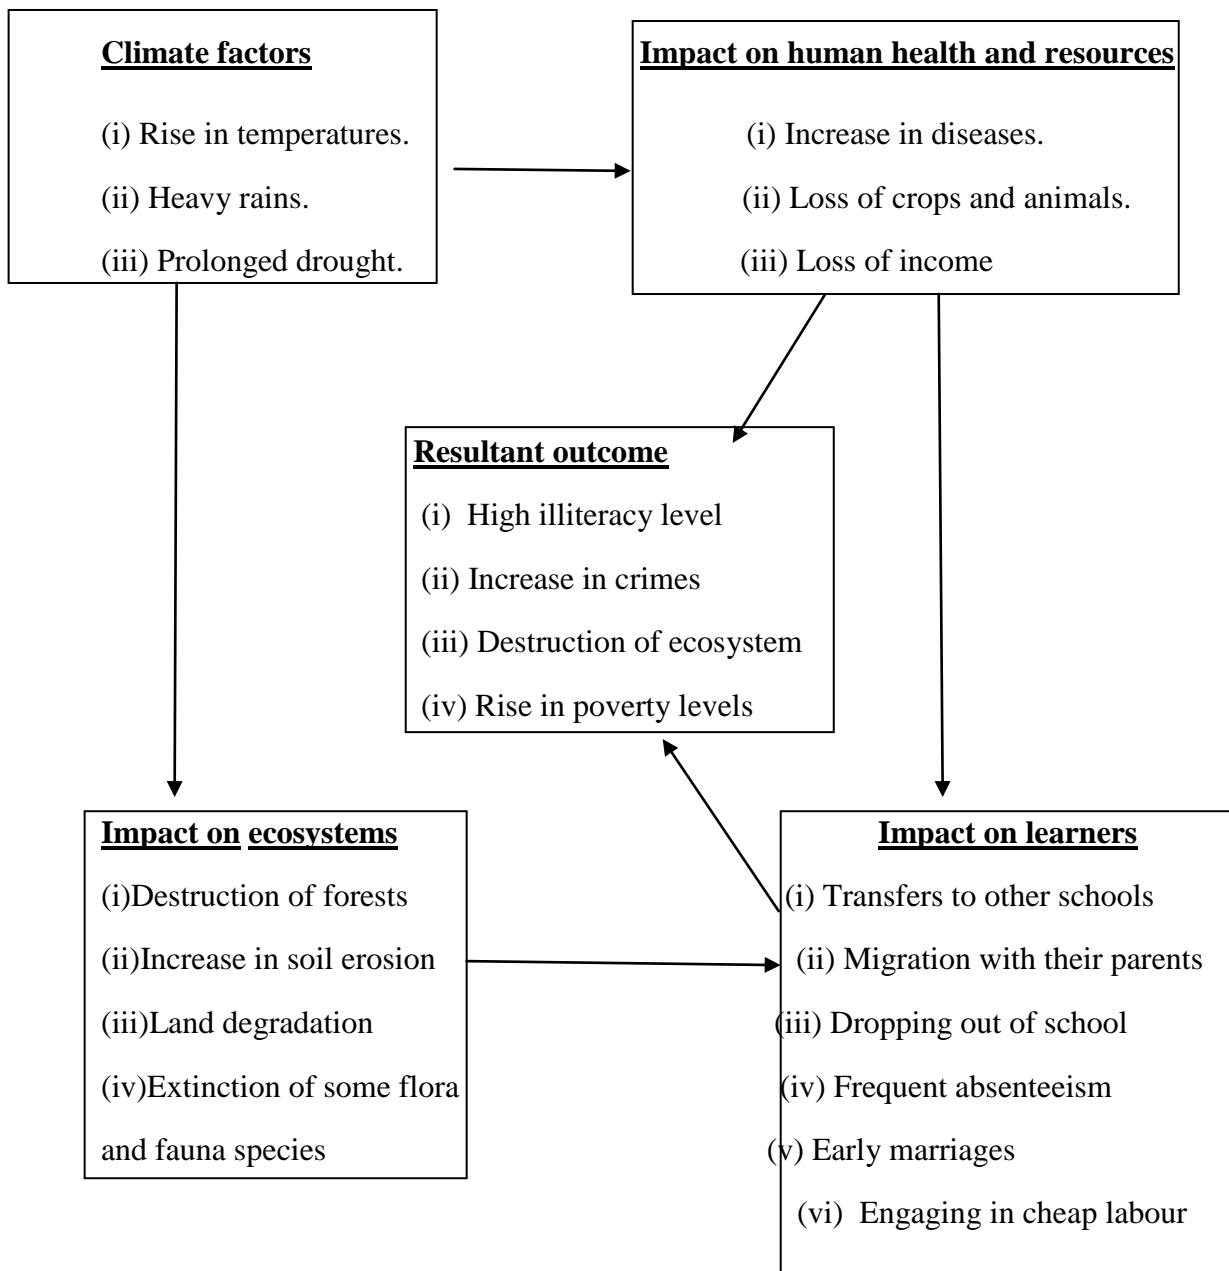 Climate factors
(i) Rise in temperatures.
(ii) Heavy rains.
(iii) Prolonged drought.
Impact on human health and resources
(i) Increase in diseases.
(ii) Loss of crops and animals.
(iii) Loss of income
Resultant outcome
(i) High illiteracy level
(ii) Increase in crimes
(iii) Destruction of ecosystem
(iv) Rise in poverty levels
Impact on ecosystems
(i)Destruction of forests
(ii)Increase in soil erosion
(iii)Land degradation
(iv)Extinction of some flora
and fauna species
Impact on learners
(i) Transfers to other schools
(ii) Migration with their parents
(iii) Dropping out of school
(iv) Frequent absenteeism
(v) Early marriages
(vi) Engaging in cheap labour